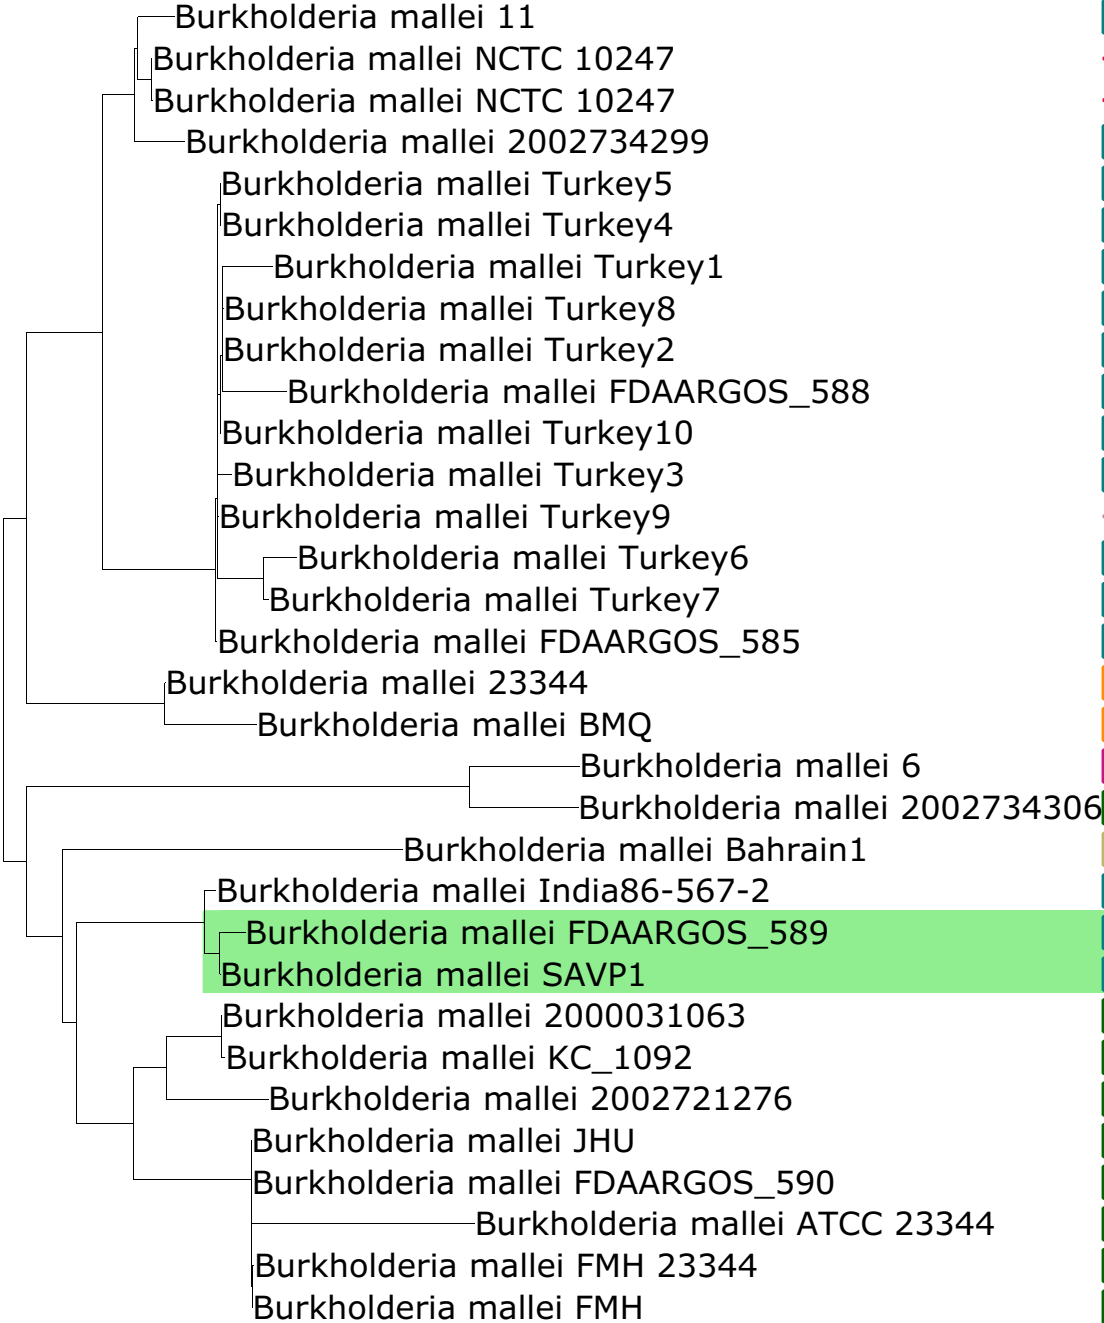 Burkholderia mallei 11
Burkholderia mallei NCTC 10247
Burkholderia mallei NCTC 10247
Burkholderia mallei 2002734299
Burkholderia mallei Turkey5
Burkholderia mallei Turkey4
Burkholderia mallei Turkey1
Burkholderia mallei Turkey8
Burkholderia mallei Turkey2
Burkholderia mallei FDAARGOS_588
Burkholderia mallei Turkey10
Burkholderia mallei Turkey3
Burkholderia mallei Turkey9
Burkholderia mallei Turkey6
Burkholderia mallei Turkey7
Burkholderia mallei FDAARGOS_585
Burkholderia mallei 23344
Burkholderia mallei BMQ
Burkholderia mallei 6
Burkholderia mallei 2002734306
Burkholderia mallei Bahrain1
Burkholderia mallei India86-567-2
Burkholderia mallei FDAARGOS_589
Burkholderia mallei SAVP1
Burkholderia mallei 2000031063
Burkholderia mallei KC_1092
Burkholderia mallei 2002721276
Burkholderia mallei JHU
Burkholderia mallei FDAARGOS_590
Burkholderia mallei ATCC 23344
Burkholderia mallei FMH 23344
Burkholderia mallei FMH